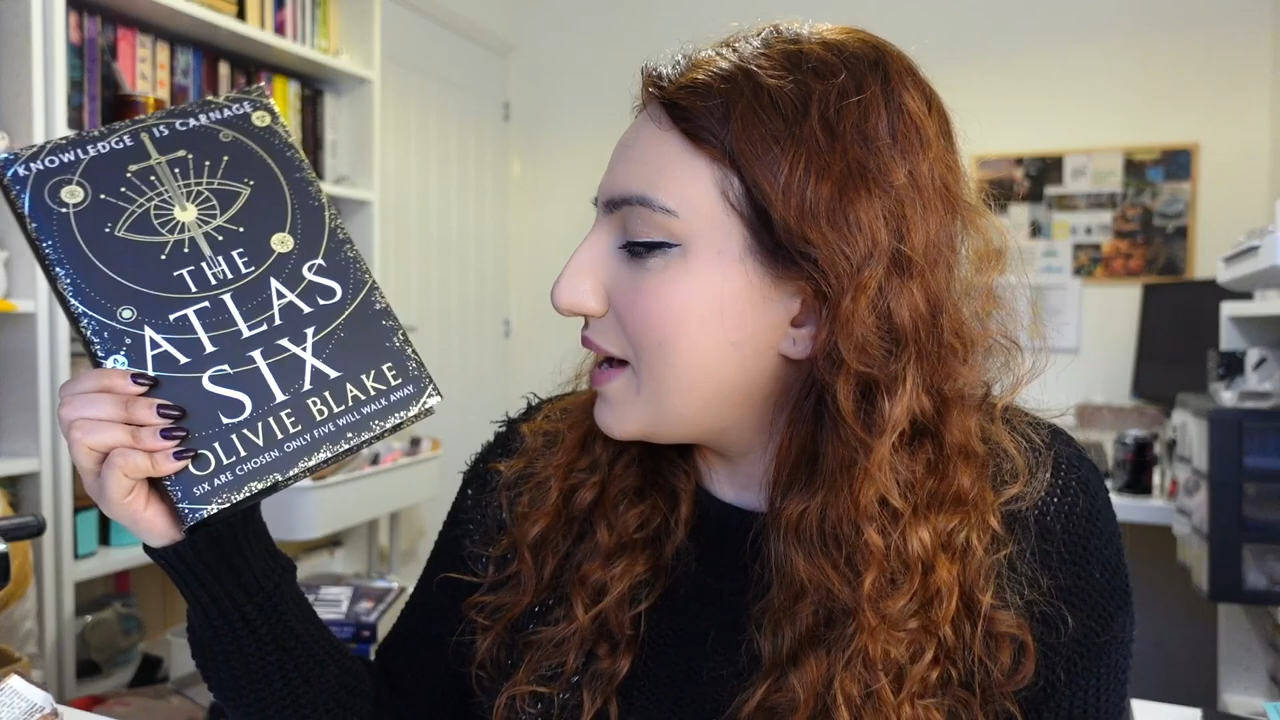 KNOWLEDGE IS CARNAGE
THE
ATLAS
SIX
OLIVIE BLAKE
SIX ARE CHOSEN. ONLY FIVE WILL WALK AWAY.